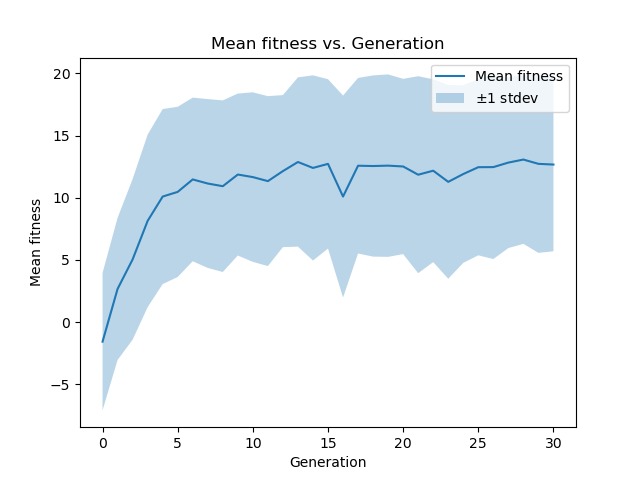 Mean fitness vs. Generation
Mean fitness
±1 stdev
20
15
10
5
0
−5
Mean fitness
0 5 10 15 20 25 30
Generation